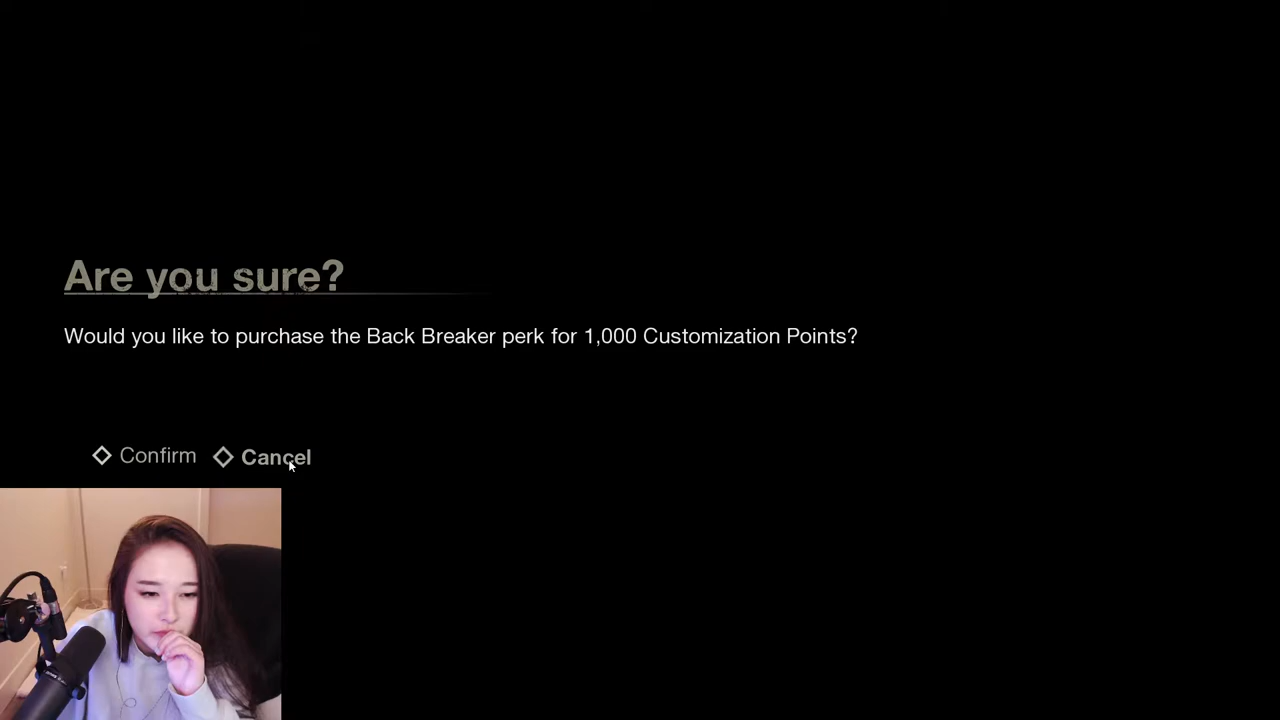 Are you sure?
Would you like to purchase the Back Breaker perk for 1,000 Customization Points?
Confirm Cancel